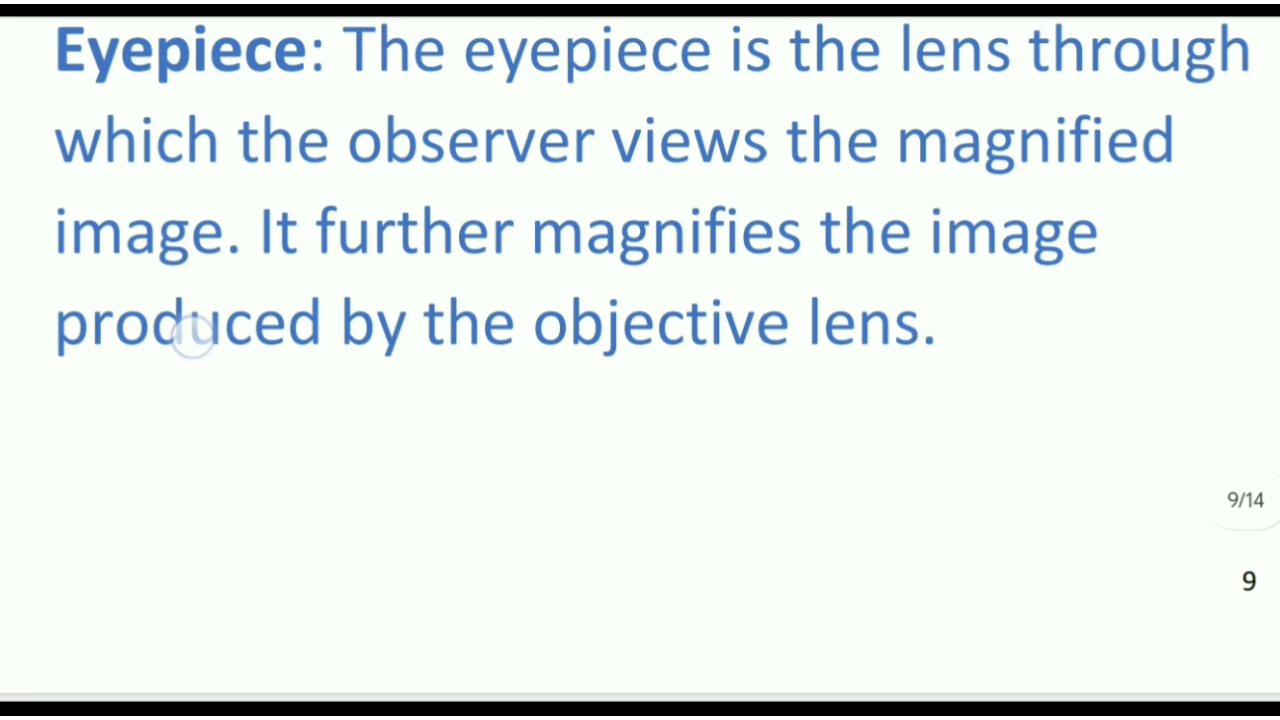 Eyepiece: The eyepiece is the lens through
which the observer views the magnified
image. It further magnifies the image
produced by the objective lens.
9/14
9